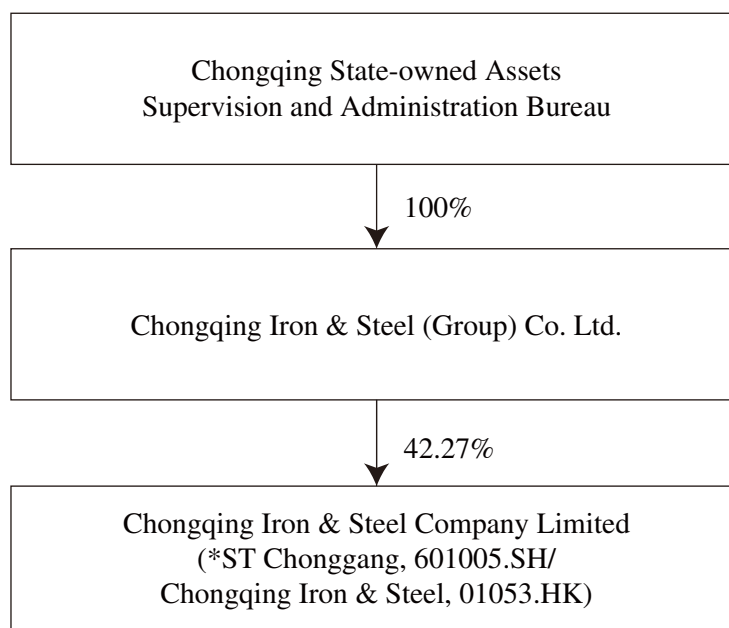 Chongqing State-owned Assets
Supervision and Administration Bureau
100%
Chongqing Iron & Steel (Group) Co. Ltd.
42.27%
Chongqing Iron & Steel Company Limited
(*ST Chonggang, 601005.SH/
Chongqing Iron & Steel, 01053.HK)